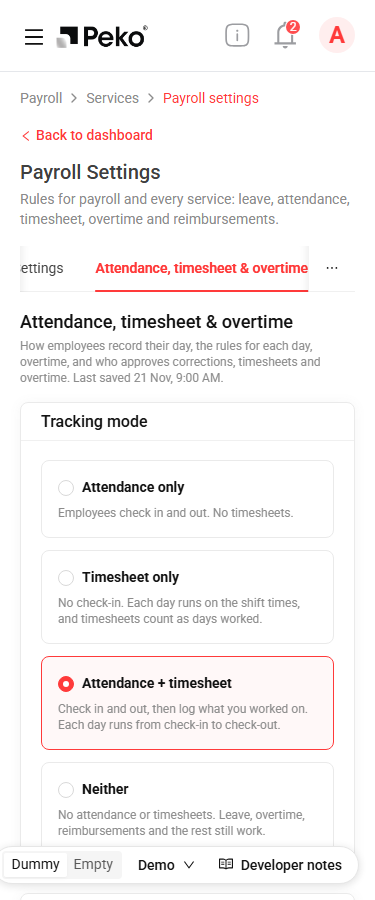 Peko
2
A
Payroll > Services > Payroll settings
< Back to dashboard
Payroll Settings
Rules for payroll and every service: leave, attendance,
timesheet, overtime and reimbursements.
ettings Attendance, timesheet & overtime ...
Attendance, timesheet & overtime
How employees record their day, the rules for each day,
overtime, and who approves corrections, timesheets and
overtime. Last saved 21 Nov, 9:00 AM.
Tracking mode
Attendance only
Employees check in and out. No timesheets.
Timesheet only
No check-in. Each day runs on the shift times,
and timesheets count as days worked.
Attendance + timesheet
Check in and out, then log what you worked on.
Each day runs from check-in to check-out.
Neither
No attendance or timesheets. Leave, overtime,
reimbursements and the rest still work.
Dummy Empty Demo Developer notes